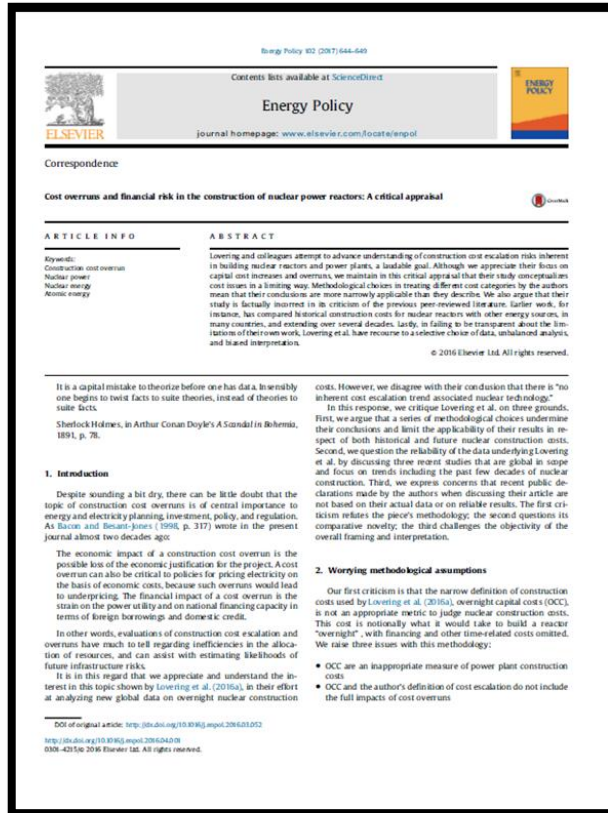 Energy Policy 102 (2017) 644–649
Contents lists available at ScienceDirect
Energy Policy
journal homepage: www.elsevier.com/locate/enpol
ELSEVIER
ENERGY
POLICY
Correspondence
Cost overruns and financial risk in the construction of nuclear power reactors: A critical appraisal
CrossMark
ARTICLE INFO
Keywords:
Construction cost overrun
Nuclear power
Nuclear energy
Atomic energy
ABSTRACT
Lovering and colleagues attempt to advance understanding of construction cost escalation risks inherent
in building nuclear reactors and power plants, a laudable goal. Although we appreciate their focus on
capital cost increases and overruns, we maintain in this critical appraisal that their study conceptualizes
cost issues in a limiting way. Methodological choices in treating different cost categories by the authors
mean that their conclusions are more narrowly applicable than they describe. We also argue that their
study is factually incorrect in its criticism of the previous peer-reviewed literature. Earlier work, for
instance, has compared historical construction costs for nuclear reactors with other energy sources, in
many countries, and extending over several decades. Lastly, in failing to be transparent about the lim-
itations of their own work, Lovering et al. have recourse to a selective choice of data, unbalanced analysis,
and biased interpretation.
© 2016 Elsevier Ltd. All rights reserved.
It is a capital mistake to theorize before one has data. Insensibly
one begins to twist facts to suite theories, instead of theories to
suite facts.
Sherlock Holmes, in Arthur Conan Doyle's A Scandal in Bohemia,
1891, p. 78.
1. Introduction
Despite sounding a bit dry, there can be little doubt that the
topic of construction cost overruns is of central importance to
energy and electricity planning, investment, policy, and regulation.
As Bacon and Besant-Jones (1998, p. 317) wrote in the present
journal almost two decades ago:
The economic impact of a construction cost overrun is the
possible loss of the economic justification for the project. A cost
overrun can also be critical to policies for pricing electricity on
the basis of economic costs, because such overruns would lead
to underpricing. The financial impact of a cost overrun is the
strain on the power utility and on national financing capacity in
terms of foreign borrowings and domestic credit.
In other words, evaluations of construction cost escalation and
overruns have much to tell regarding inefficiencies in the alloca-
tion of resources, and can assist with estimating likelihoods of
future infrastructure risks.
It is in this regard that we appreciate and understand the in-
terest in this topic shown by Lovering et al. (2016a), in their effort
at analyzing new global data on overnight nuclear construction
DOI of original article: http://dx.doi.org/10.1016/j.enpol.2016.03.052
http://dx.doi.org/10.1016/j.enpol.2016.04.001
0301-4215/© 2016 Elsevier Ltd. All rights reserved.
costs. However, we disagree with their conclusion that there is "no
inherent cost escalation trend associated nuclear technology."
In this response, we critique Lovering et al. on three grounds.
First, we argue that a series of methodological choices undermine
their conclusions and limit the applicability of their results in re-
spect of both historical and future nuclear construction costs.
Second, we question the reliability of the data underlying Lovering
et al. by discussing three recent studies that are global in scope
and focus on trends including the past few decades of nuclear
construction. Third, we express concerns that recent public de-
clarations made by the authors when discussing their article are
not based on their actual data or on reliable results. The first cri-
ticism refutes the piece's methodology; the second questions its
comparative novelty; the third challenges the objectivity of the
overall framing and interpretation.
2. Worrying methodological assumptions
Our first criticism is that the narrow definition of construction
costs used by Lovering et al. (2016a), overnight capital costs (OCC),
is not an appropriate metric to judge nuclear construction costs.
This cost is notionally what it would take to build a reactor
"overnight", with financing and other time-related costs omitted.
We raise three issues with this methodology:
• OCC are an inappropriate measure of power plant construction
costs
• OCC and the author's definition of cost escalation do not include
the full impacts of cost overruns